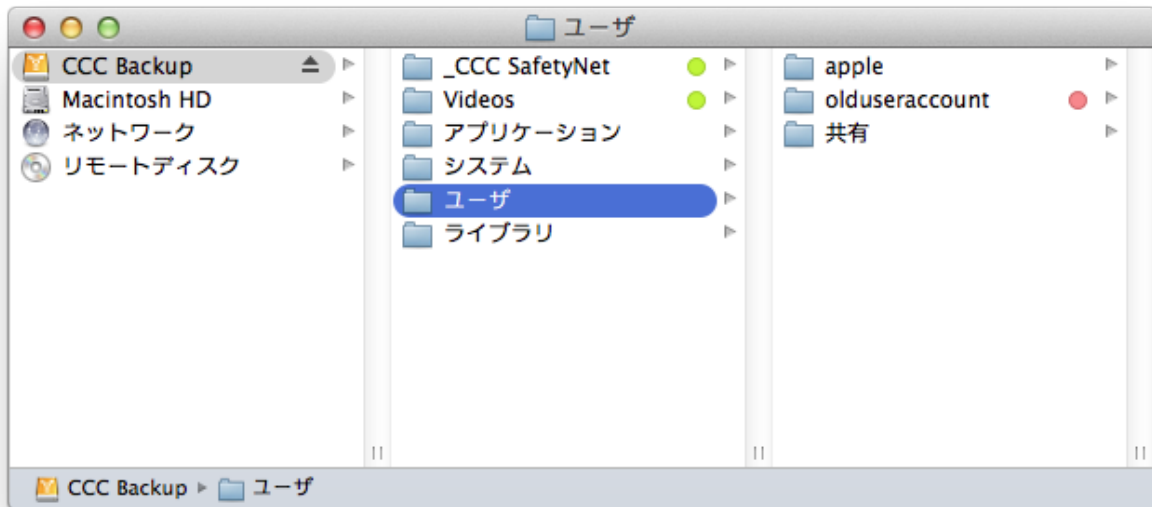 ユーザ
CCC Backup
Macintosh HD
ネットワーク
リモートディスク
_CCC SafetyNet
Videos
アプリケーション
システム
ユーザ
ライブラリ
apple
olduseraccount
共有
CCC Backup ▸ ユーザ